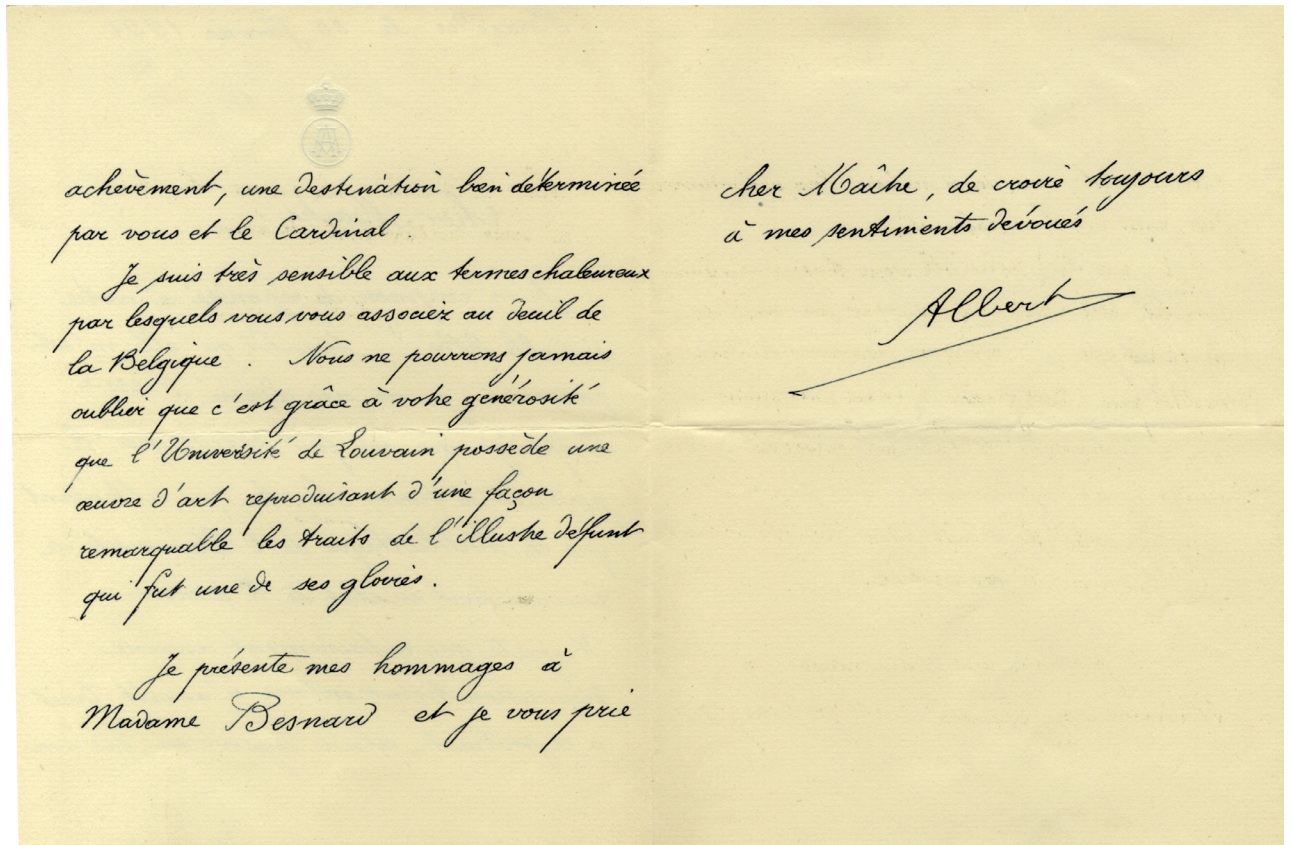 achèvement, une destination bien déterminée
par vous et le Cardinal.
Je suis très sensible aux termes chaleureux
par lesquels vous vous associez au deuil de
la Belgique. Nous ne pourrons jamais
oublier que c'est grâce à votre générosité
que l'Université de Louvain possède une
œuvre d'art reproduisant d'une façon
remarquable les traits de l'illustre défunt
qui fut une de ses gloires.
Je présente mes hommages à
Madame Besnard et je vous prie
cher Maître, de croire toujours
à mes sentiments dévoués
Albert